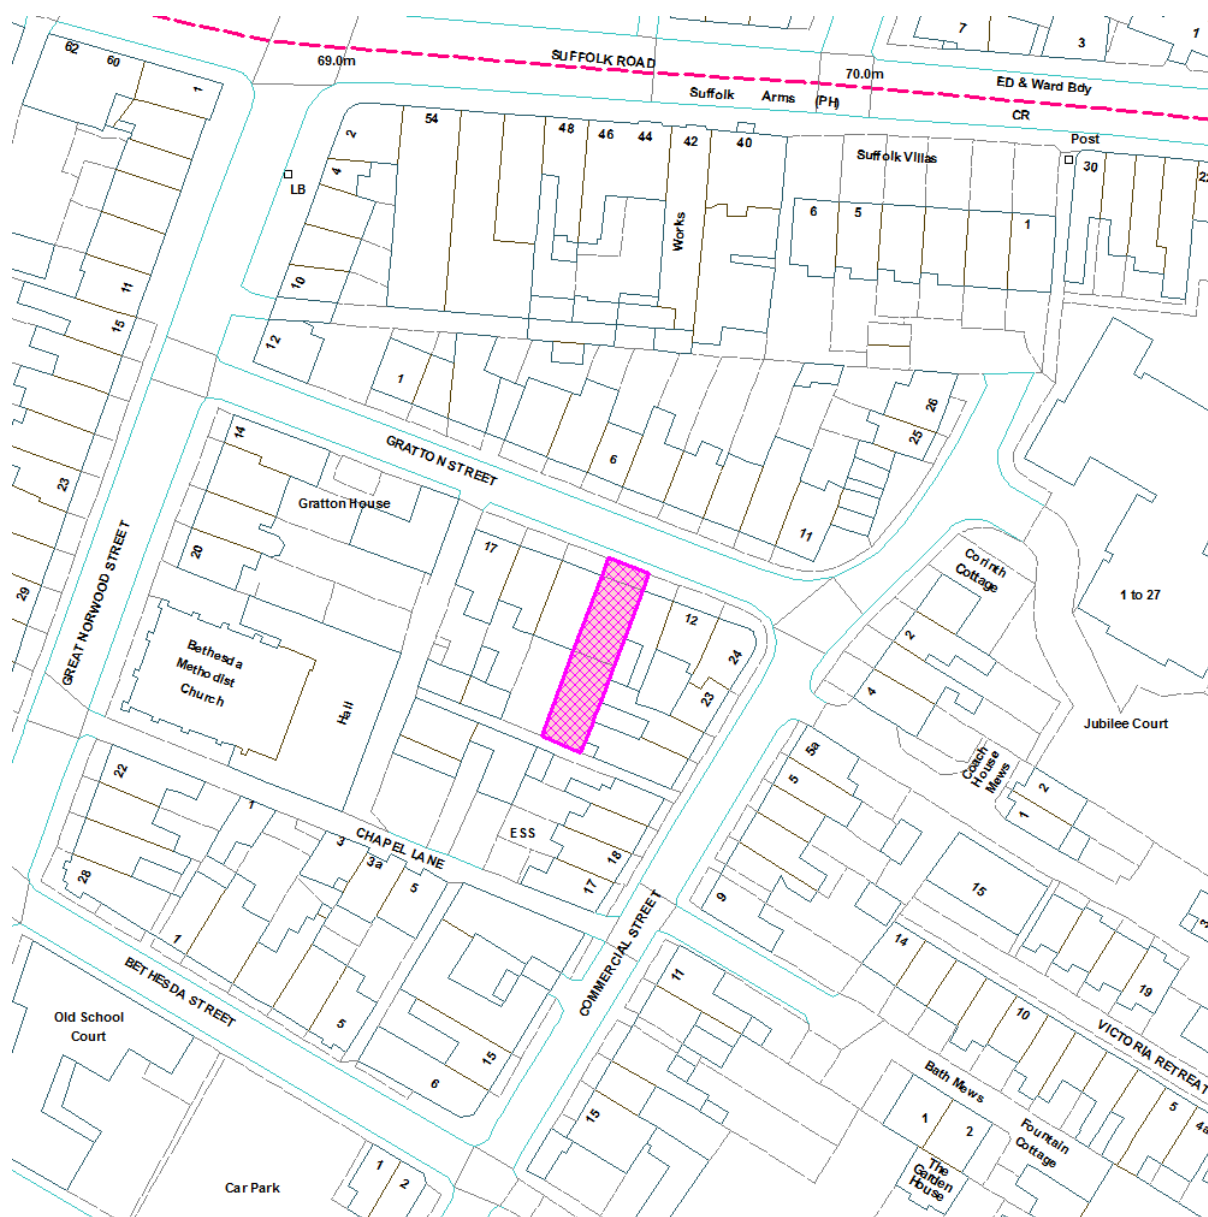 62
60
1
69.0m
SUFFOLK ROAD
70.0m
ED & Ward Bdy
7
3
1
Suffolk Arms (PH)
CR
Post
2
4
LB
54
48
46
44
42
40
Works
Suffolk Villas
6
5
1
30
22
11
15
10
12
1
GRATTON STREET
6
11
26
25
14
Gratton House
23
20
29
GREAT NORWOOD STREET
17
12
24
23
Corinth
Cottage
2
4
1 to 27
Jubilee Court
Bethesda
Methodist
Church
Hall
5a
5
Coach
House
Mews
2
1
22
28
1
CHAPEL LANE
3
3a
5
ESS
18
17
9
15
14
3
19
COMMERCIAL STREET
1
BETHESDA STREET
5
Old School
Court
6
15
11
10
VICTORIA RETREAT
Bath Mews
1
2
Fountain
Cottage
The
Garden
House
5
4a
15
Car Park
1
2